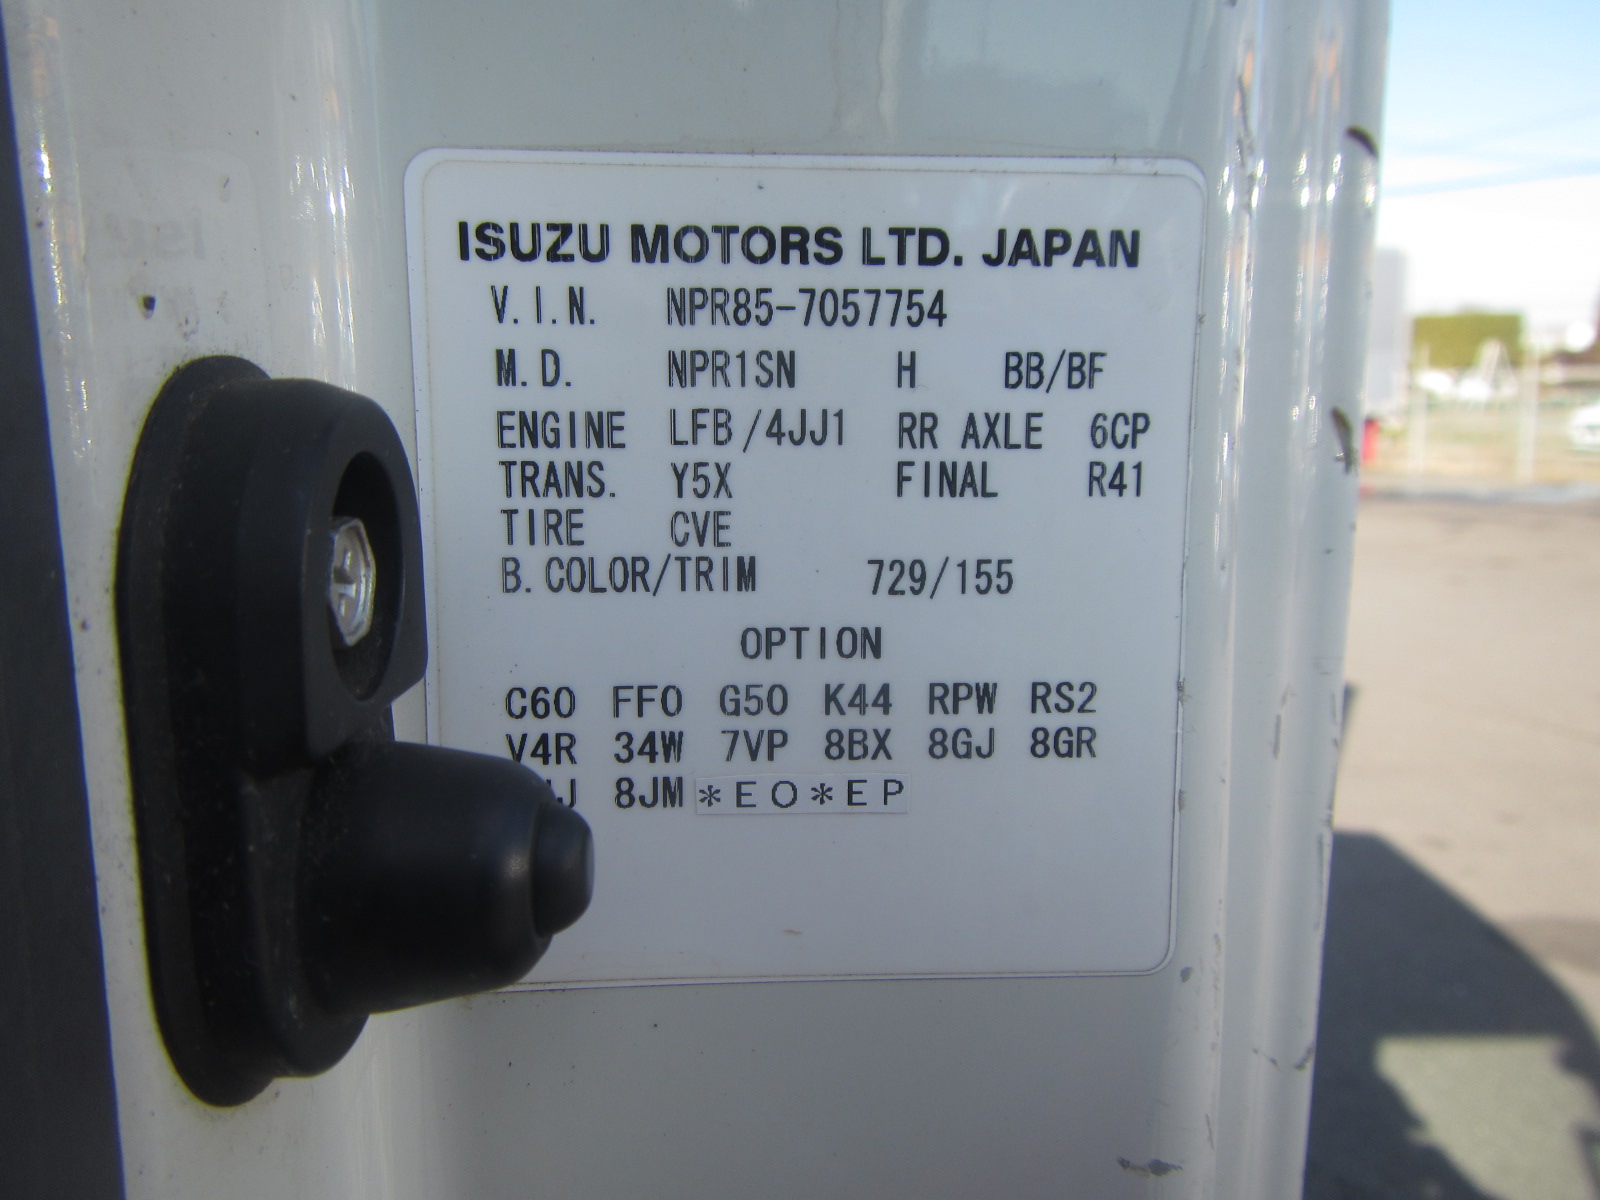 ISUZU MOTORS LTD. JAPAN
V.I.N. NPR85-7057754
M.D. NPR1SN H BB/BF
ENGINE LFB/4JJ1 RR AXLE 6CP
TRANS. Y5X FINAL R41
TIRE CVE
B.COLOR/TRIM 729/155
OPTION
C60 FF0 G50 K44 RPW RS2
V4R 34W 7VP 8BX 8GJ 8GR
8JM *EO*EP